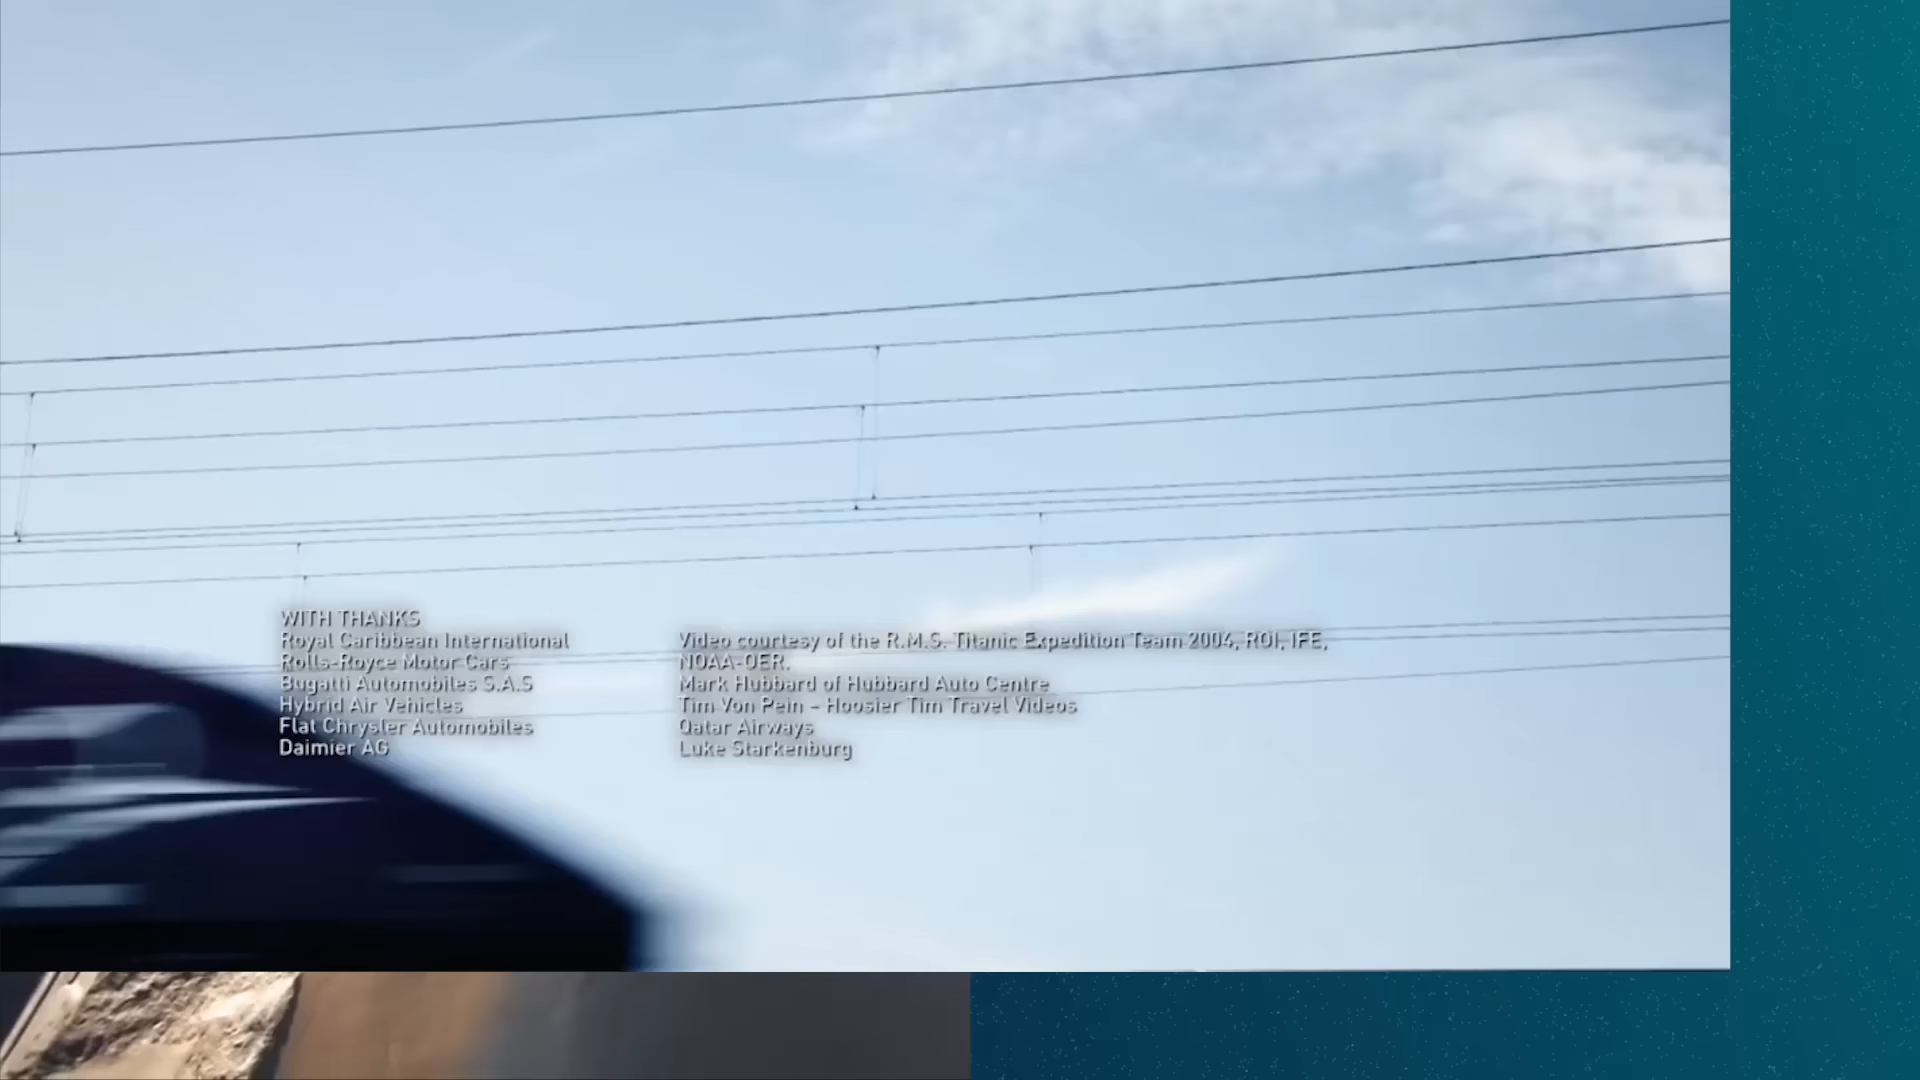 WITH THANKS
Royal Caribbean International
Rolls-Royce Motor Cars
Bugatti Automobiles S.A.S
Hybrid Air Vehicles
Flat Chrysler Automobiles
Daimier AG
Video courtesy of the R.M.S. Titanic Expedition Team 2004, ROI, IFE,
NOAA-OER.
Mark Hubbard of Hubbard Auto Centre
Tim Von Pein – Hoosier Tim Travel Videos
Qatar Airways
Luke Starkenburg